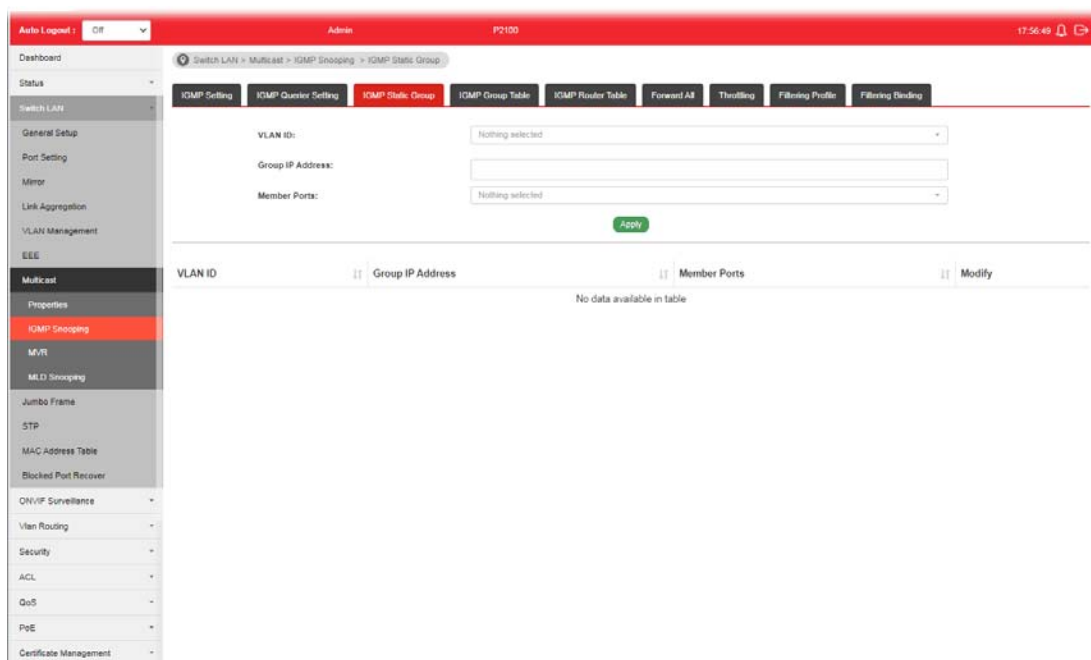 Auto Logout : Off Admin P2100 17:56:49
Dashboard
Switch LAN > Multicast > IGMP Snooping > IGMP Static Group
Status
Switch LAN
IGMP Setting IGMP Querier Setting IGMP Static Group IGMP Group Table IGMP Router Table Forward All Throttling Filtering Profile Filtering Binding
General Setup
VLAN ID: Nothing selected
Port Setting
Group IP Address:
Mirror
Member Ports: Nothing selected
Link Aggregation
Apply
VLAN Management
EEE
VLAN ID Group IP Address Member Ports Modify
Multicast
No data available in table
Properties
IGMP Snooping
MVR
MLD Snooping
Jumbo Frame
STP
MAC Address Table
Blocked Port Recover
ONVIF Surveillance
Vlan Routing
Security
ACL
QoS
PoE
Certificate Management